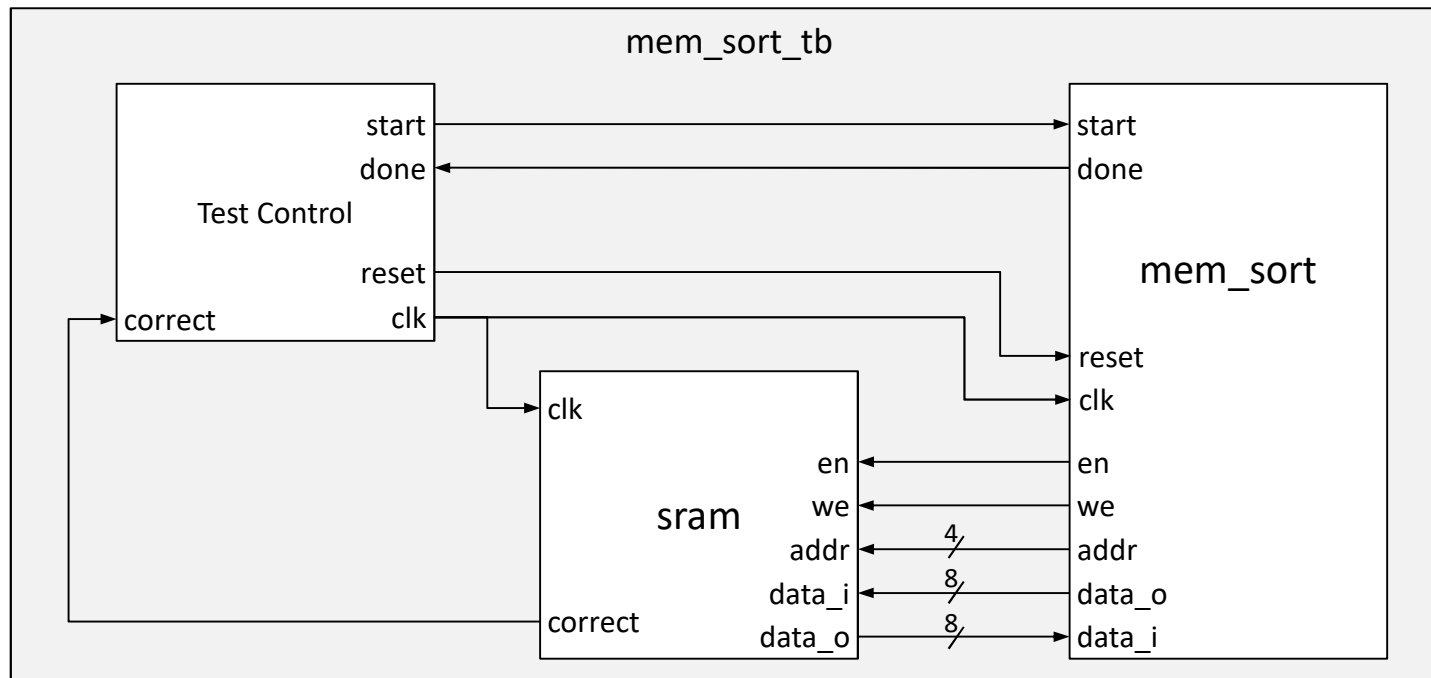 mem_sort_tb
start
done
Test Control
reset
clk
correct
start
done
mem_sort
reset
clk
en
we
addr
data_o
data_i
clk
en
we
sram
addr
data_i
correct
data_o
4
8
8